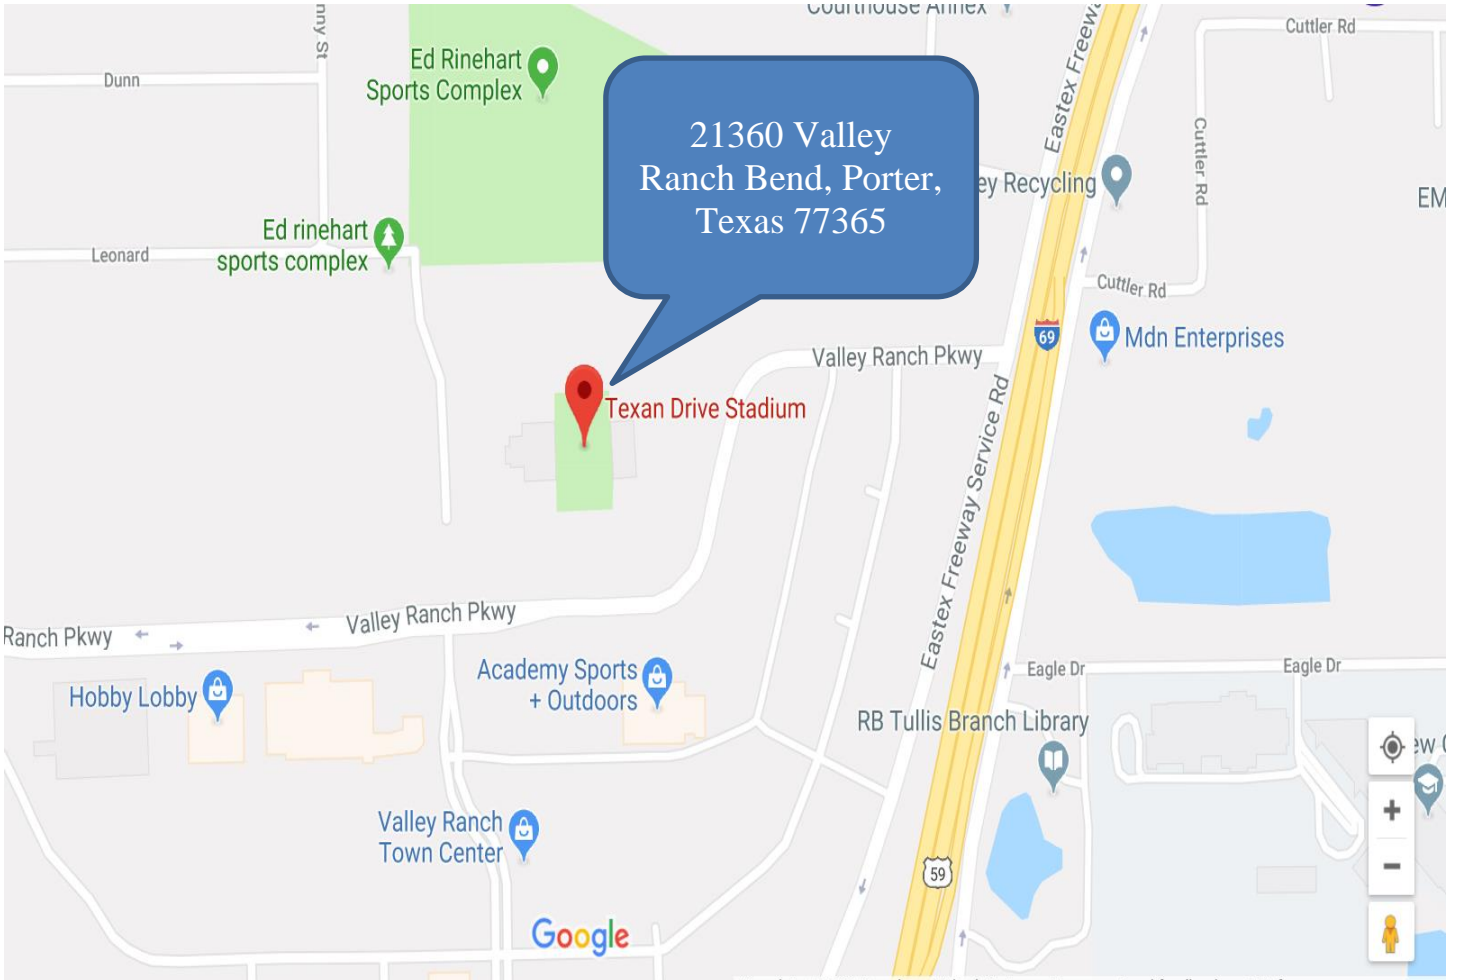 Courthouse Annex
Cuttler Rd
nny St
Eastex Freeway
Ed Rinehart
Sports Complex
Dunn
21360 Valley
Ranch Bend, Porter,
Texas 77365
Cuttler Rd
ey Recycling
EM
Ed rinehart
sports complex
Leonard
Cuttler Rd
69
Mdn Enterprises
Valley Ranch Pkwy
Texan Drive Stadium
Eastex Freeway Service Rd
Valley Ranch Pkwy
Ranch Pkwy
Academy Sports
+ Outdoors
Eagle Dr
Eagle Dr
Hobby Lobby
RB Tullis Branch Library
ew
Valley Ranch
Town Center
+
−
59
Google